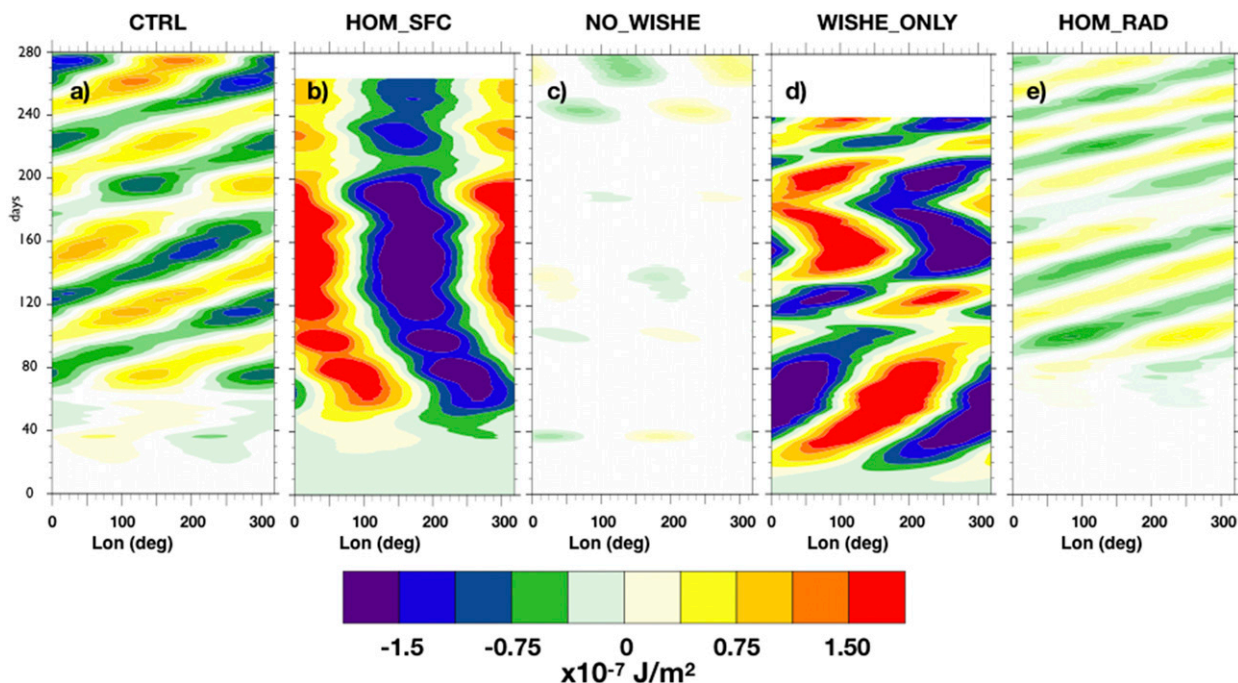 CTRL HOM_SFC NO_WISHE WISHE_ONLY HOM_RAD
a) b) c) d) e)
280
240
200
days
160
120
80
40
0
0 100 200 300 0 100 200 300 0 100 200 300 0 100 200 300 0 100 200 300
Lon (deg) Lon (deg) Lon (deg) Lon (deg) Lon (deg)
-1.5 -0.75 0 0.75 1.50
x10⁻⁷ J/m²